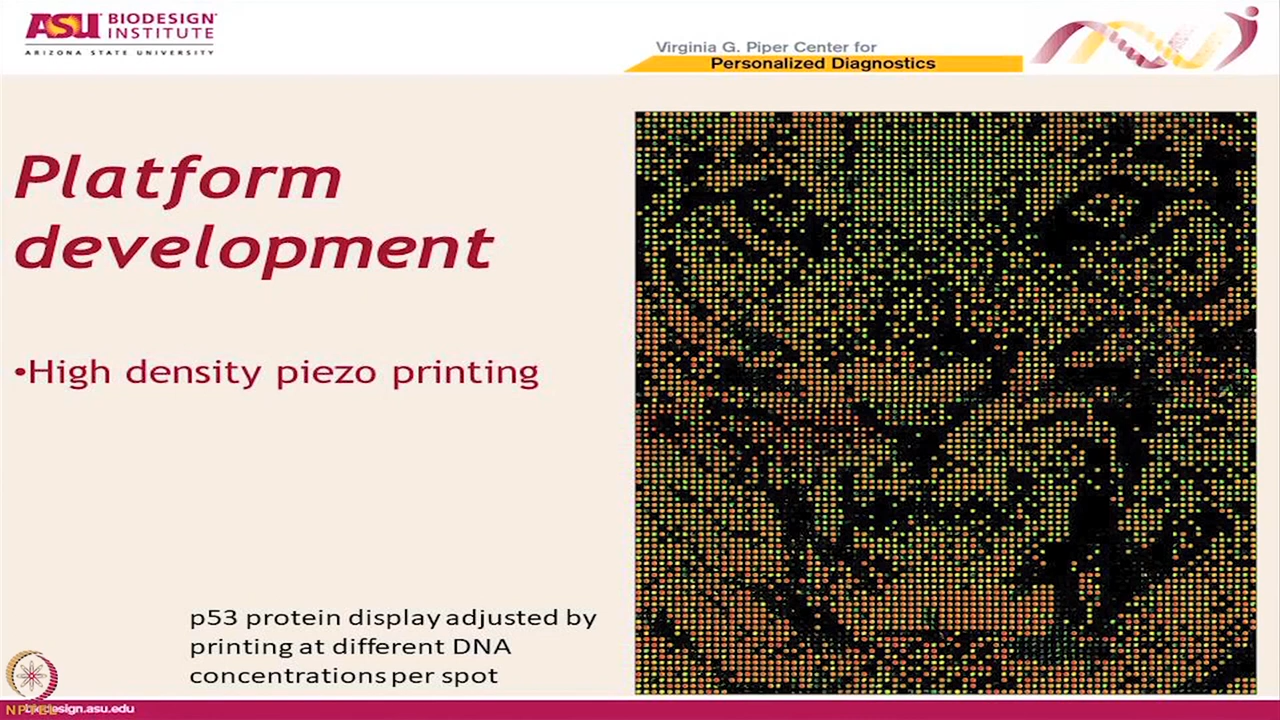 ASU BIODESIGN
INSTITUTE
ARIZONA STATE UNIVERSITY
Virginia G. Piper Center for
Personalized Diagnostics
Platform
development
•High density piezo printing
p53 protein display adjusted by
printing at different DNA
concentrations per spot
NPTEL
biodesign.asu.edu